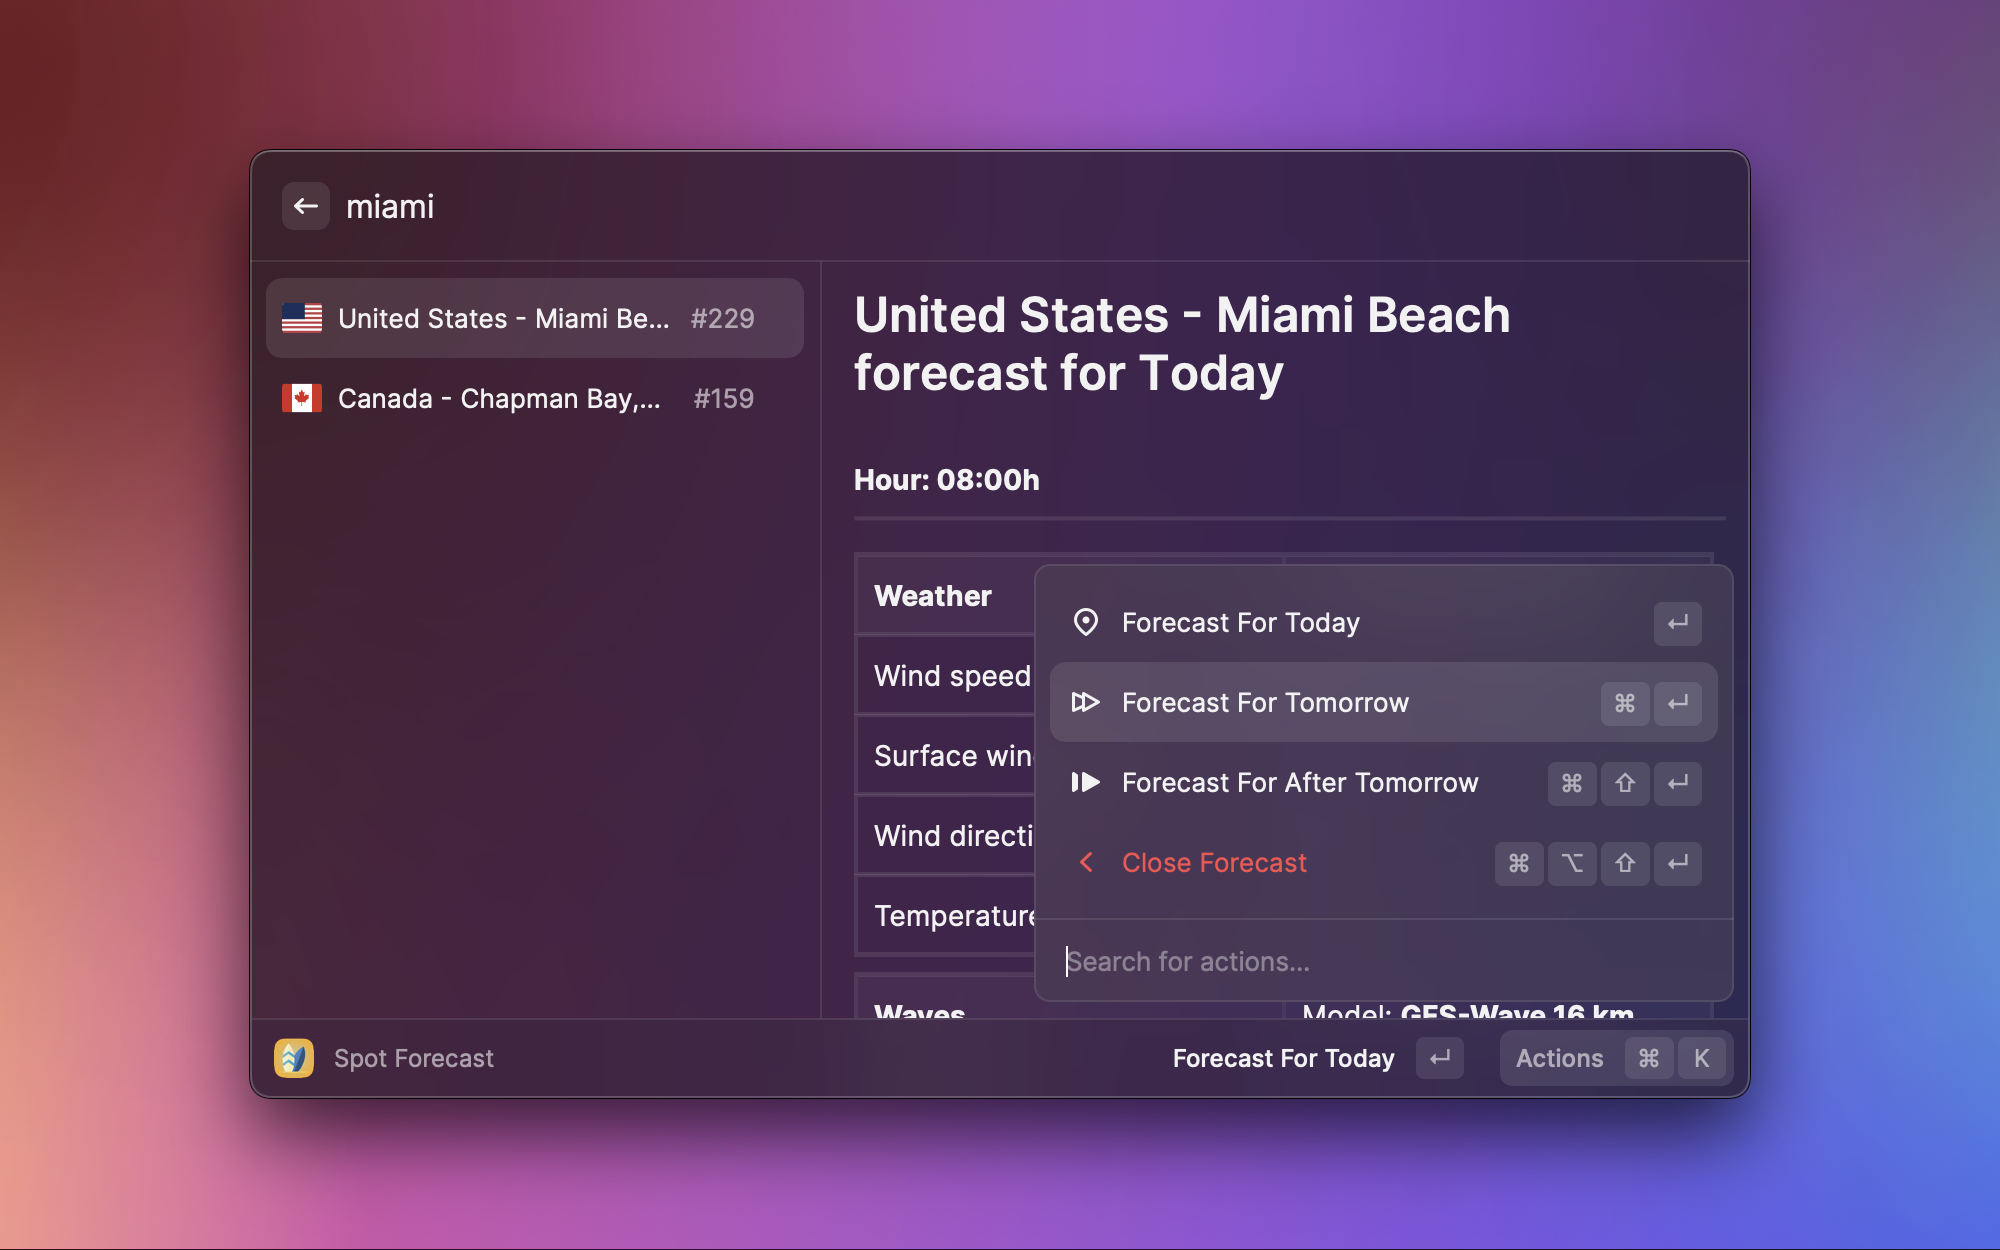 miami
United States - Miami Be... #229
Canada - Chapman Bay,... #159
United States - Miami Beach
forecast for Today
Hour: 08:00h
Weather
Wind speed
Surface
Wind
Temperature
Waves
Model: GFS-Wave 16 km
Forecast For Today
Forecast For Tomorrow ⌘
Forecast For After Tomorrow ⌘
Close Forecast ⌘
Search for actions...
Spot Forecast
Forecast For Today
Actions ⌘ K